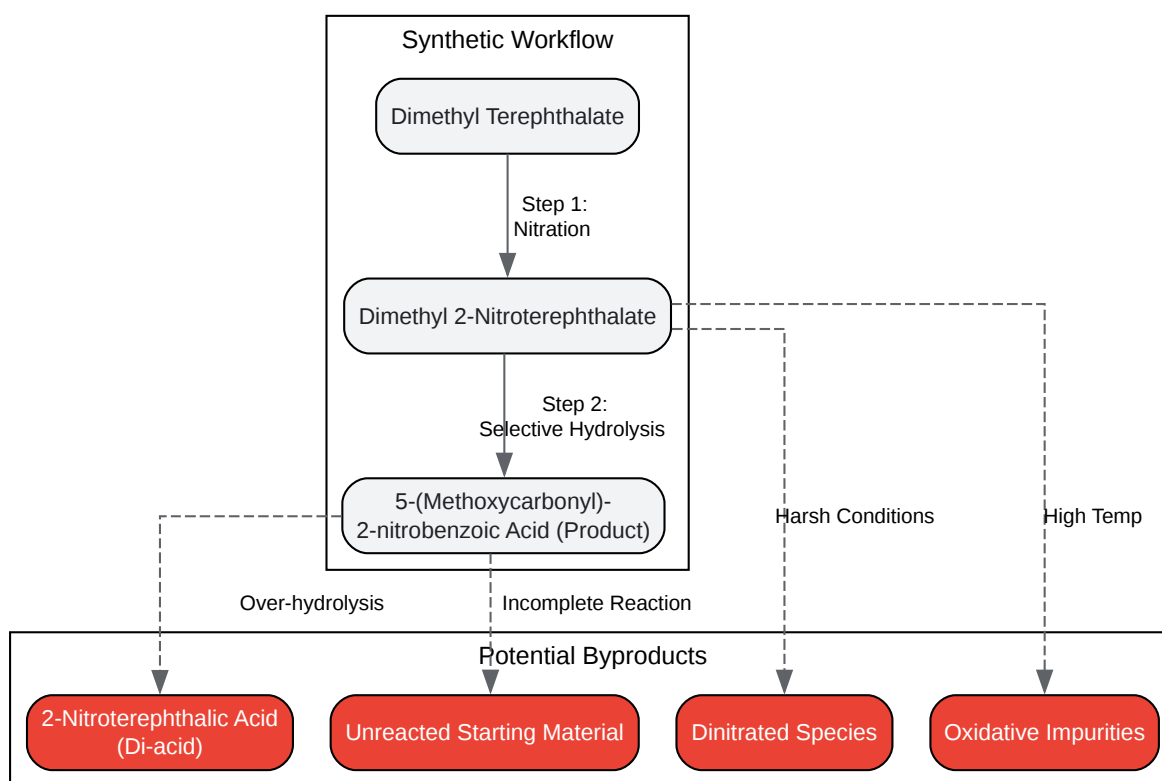 Synthetic Workflow
Dimethyl Terephthalate
Step 1:
Nitration
Dimethyl 2-Nitroterephthalate
Step 2:
Selective Hydrolysis
5-(Methoxycarbonyl)-
2-nitrobenzoic Acid (Product)
Harsh Conditions
High Temp
Over-hydrolysis
Incomplete Reaction
Potential Byproducts
2-Nitroterephthalic Acid
(Di-acid)
Unreacted Starting Material
Dinitrated Species
Oxidative Impurities